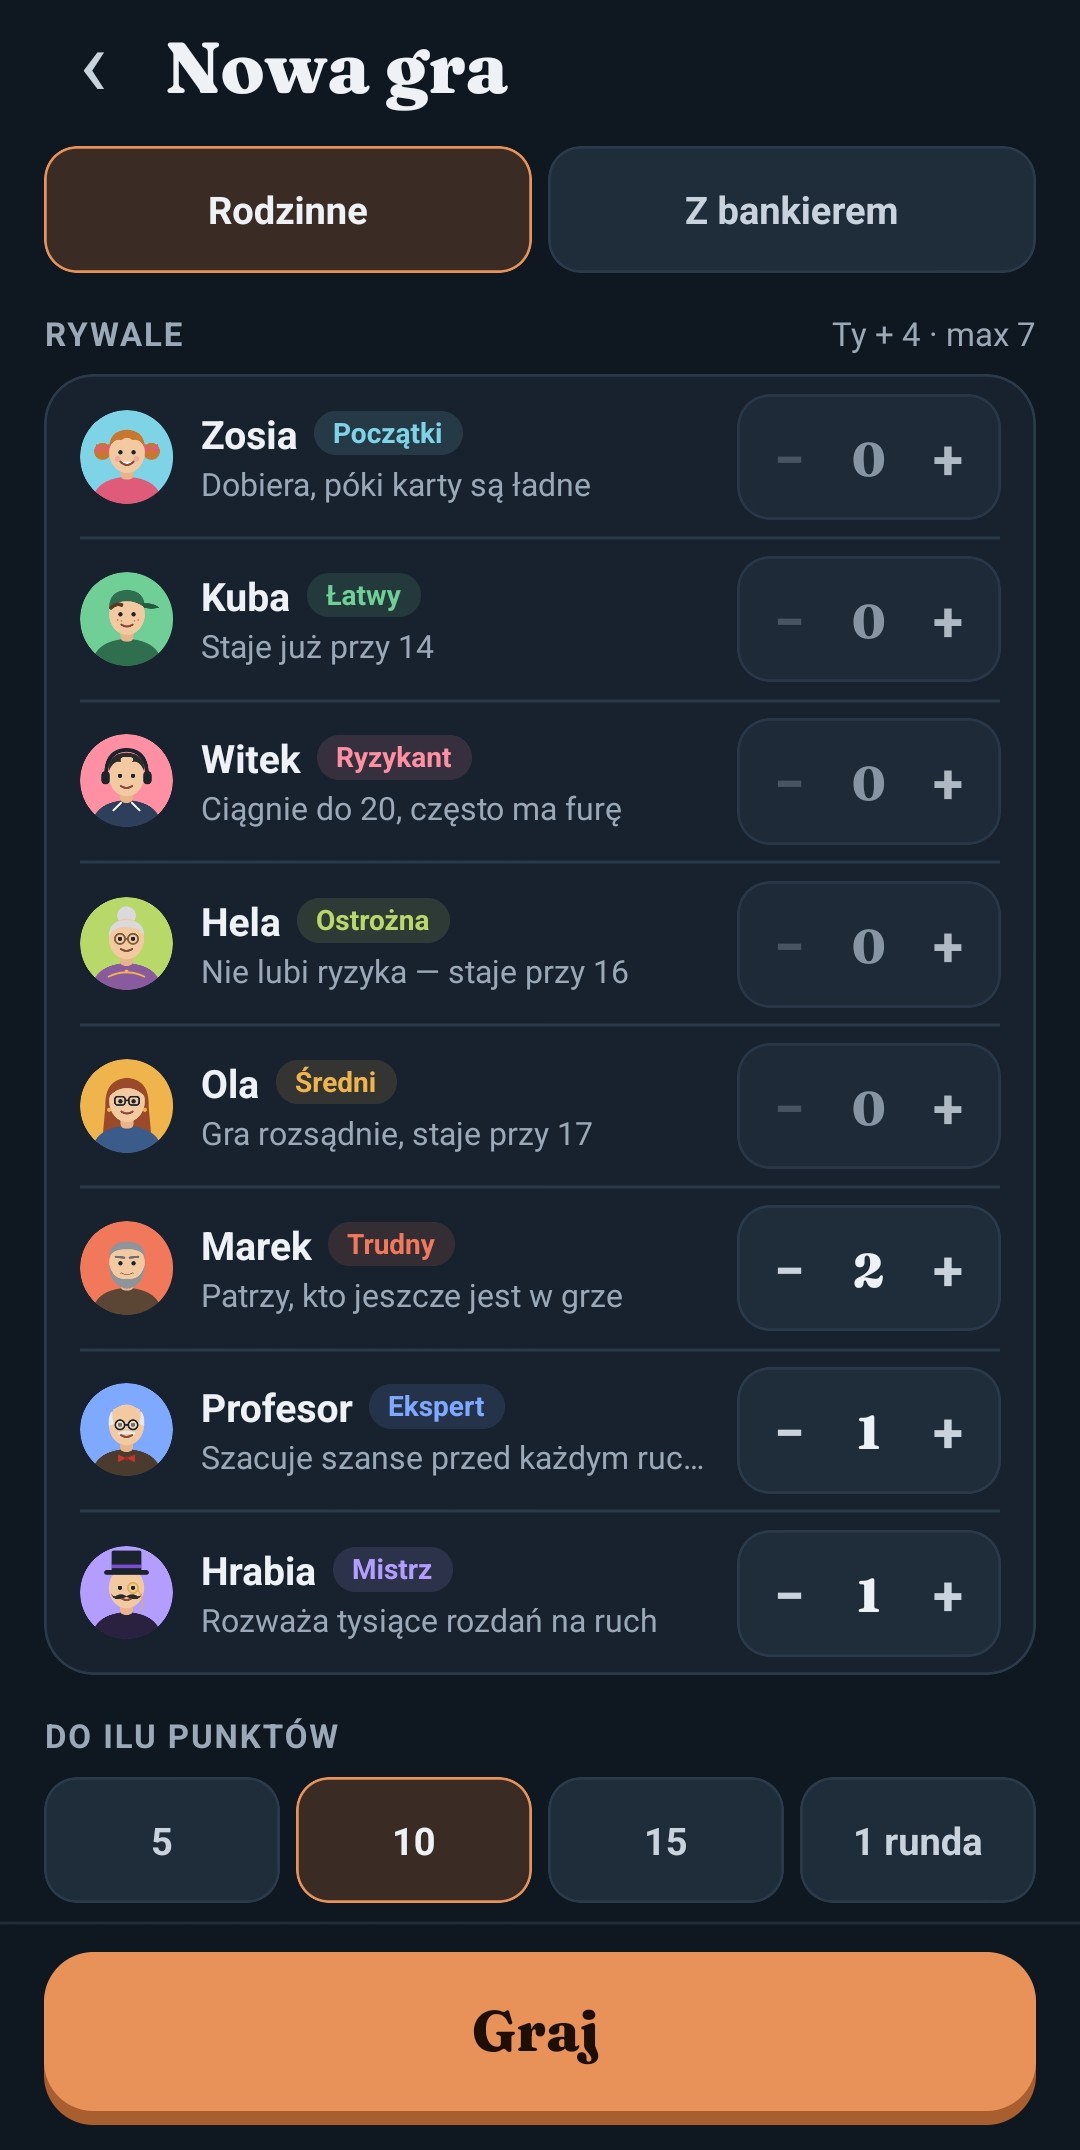 Nowa gra
Rodzinne
Z bankierem
RYWALE
Ty + 4 · max 7
Zosia Początki
Dobiera, póki karty są ładne
− 0 +
Kuba Łatwy
Staje już przy 14
− 0 +
Witek Ryzykant
Ciągnie do 20, często ma furę
− 0 +
Hela Ostrożna
Nie lubi ryzyka — staje przy 16
− 0 +
Ola Średni
Gra rozsądnie, staje przy 17
− 0 +
Marek Trudny
Patrzy, kto jeszcze jest w grze
− 2 +
Profesor Ekspert
Szacuje szanse przed każdym ruc...
− 1 +
Hrabia Mistrz
Rozważa tysiące rozdań na ruch
− 1 +
DO ILU PUNKTÓW
5
10
15
1 runda
Graj